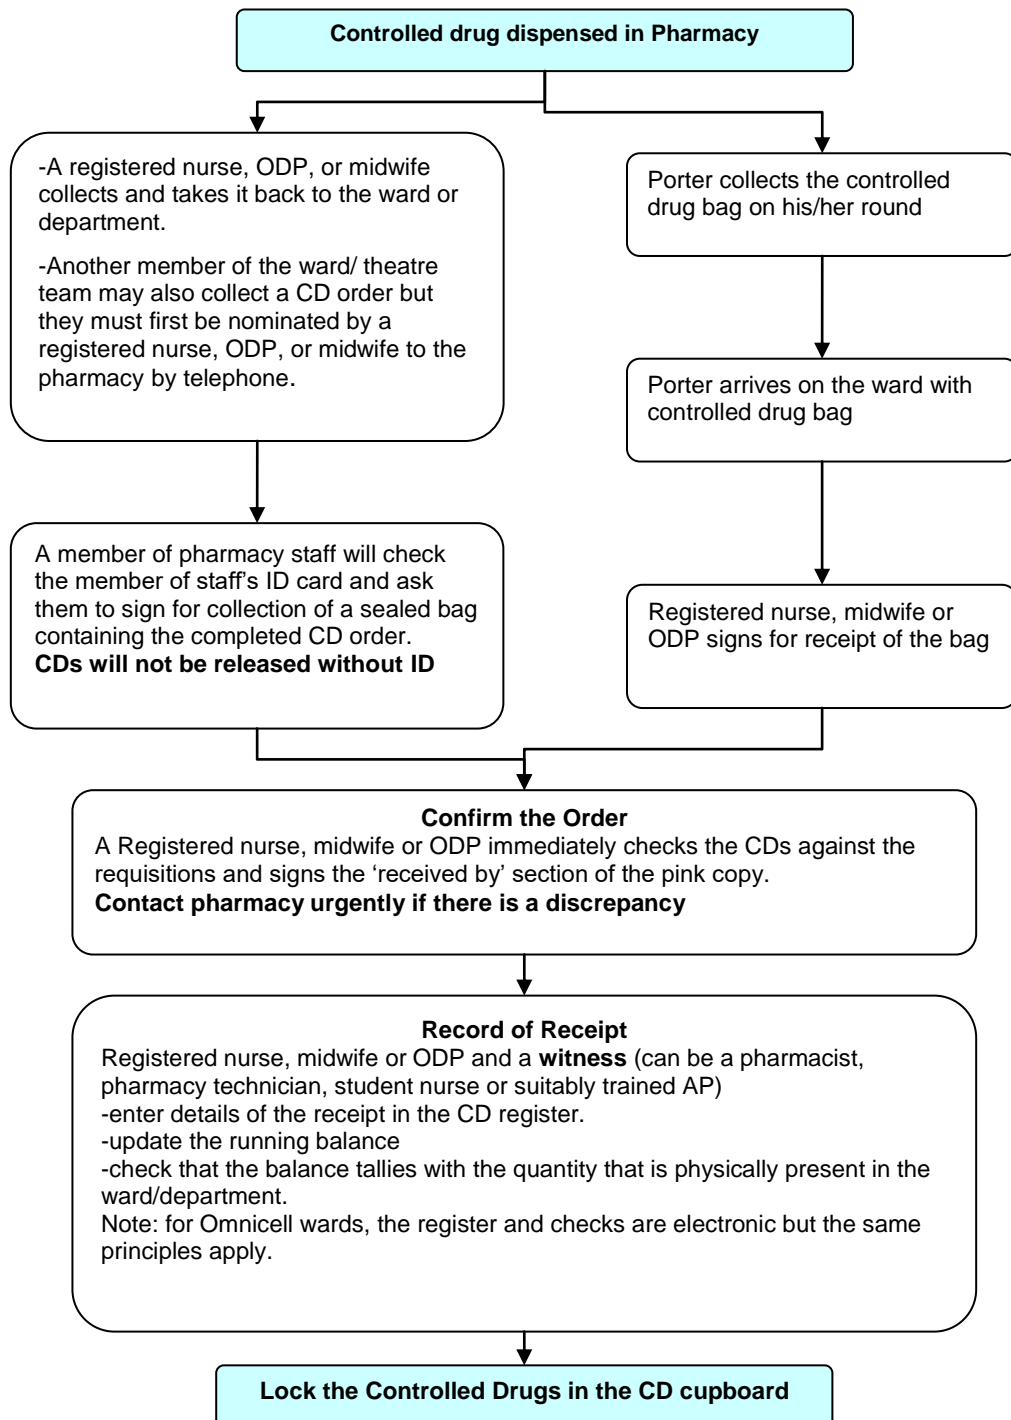 Controlled drug dispensed in Pharmacy
-A registered nurse, ODP, or midwife
collects and takes it back to the ward or
department.
-Another member of the ward/ theatre
team may also collect a CD order but
they must first be nominated by a
registered nurse, ODP, or midwife to the
pharmacy by telephone.
Porter collects the controlled
drug bag on his/her round
Porter arrives on the ward with
controlled drug bag
A member of pharmacy staff will check
the member of staff's ID card and ask
them to sign for collection of a sealed bag
containing the completed CD order.
CDs will not be released without ID
Registered nurse, midwife or
ODP signs for receipt of the bag
Confirm the Order
A Registered nurse, midwife or ODP immediately checks the CDs against the
requisitions and signs the 'received by' section of the pink copy.
Contact pharmacy urgently if there is a discrepancy
Record of Receipt
Registered nurse, midwife or ODP and a witness (can be a pharmacist,
pharmacy technician, student nurse or suitably trained AP)
-enter details of the receipt in the CD register.
-update the running balance
-check that the balance tallies with the quantity that is physically present in the
ward/department.
Note: for Omnicell wards, the register and checks are electronic but the same
principles apply.
Lock the Controlled Drugs in the CD cupboard